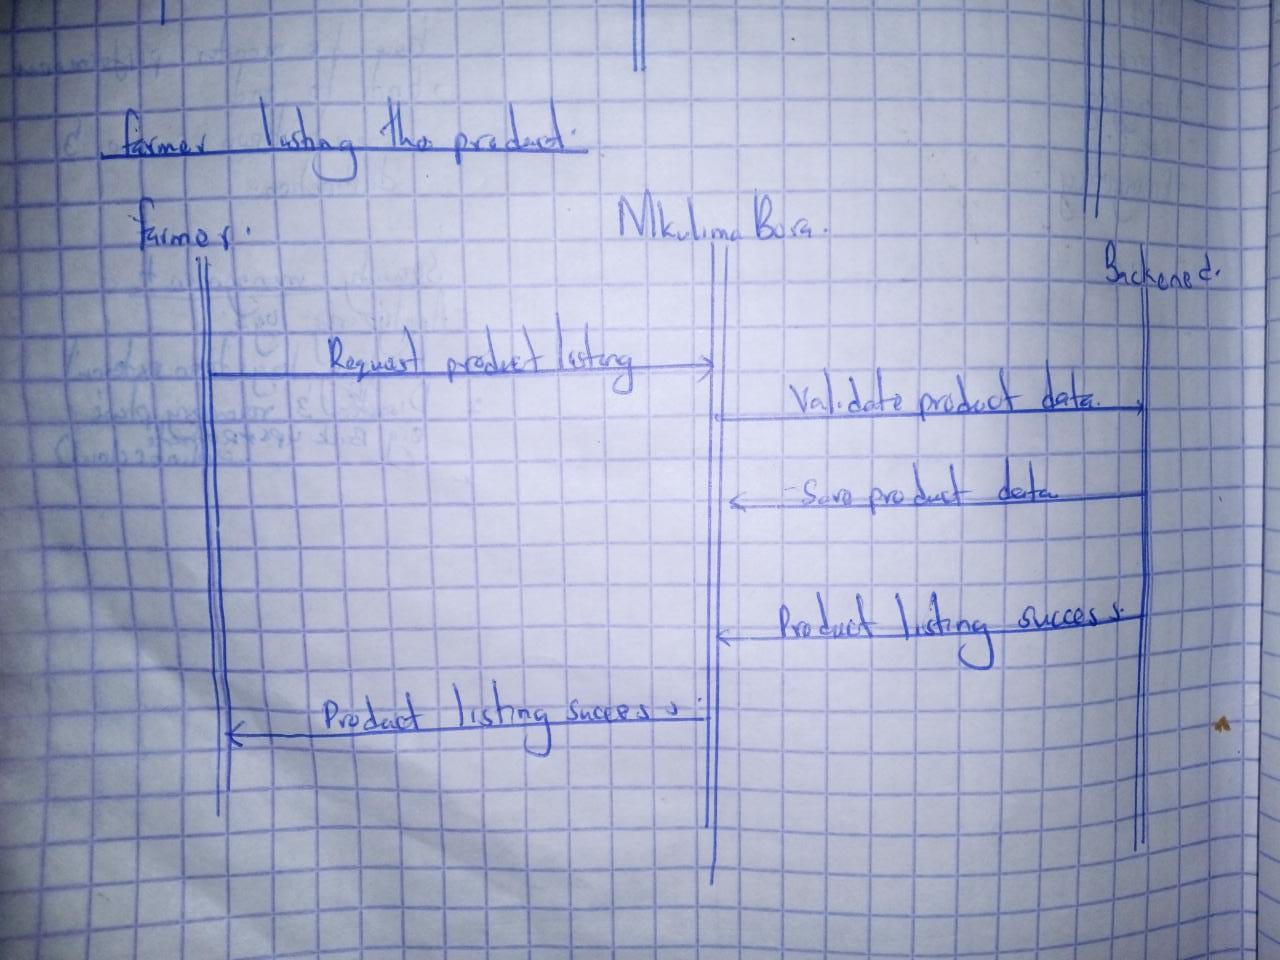 farmer listing the product.
farmer.
Mkulima Bora.
Backened.
Request product listing
Validate product data.
- Save product data
Product listing success.
Product listing success.